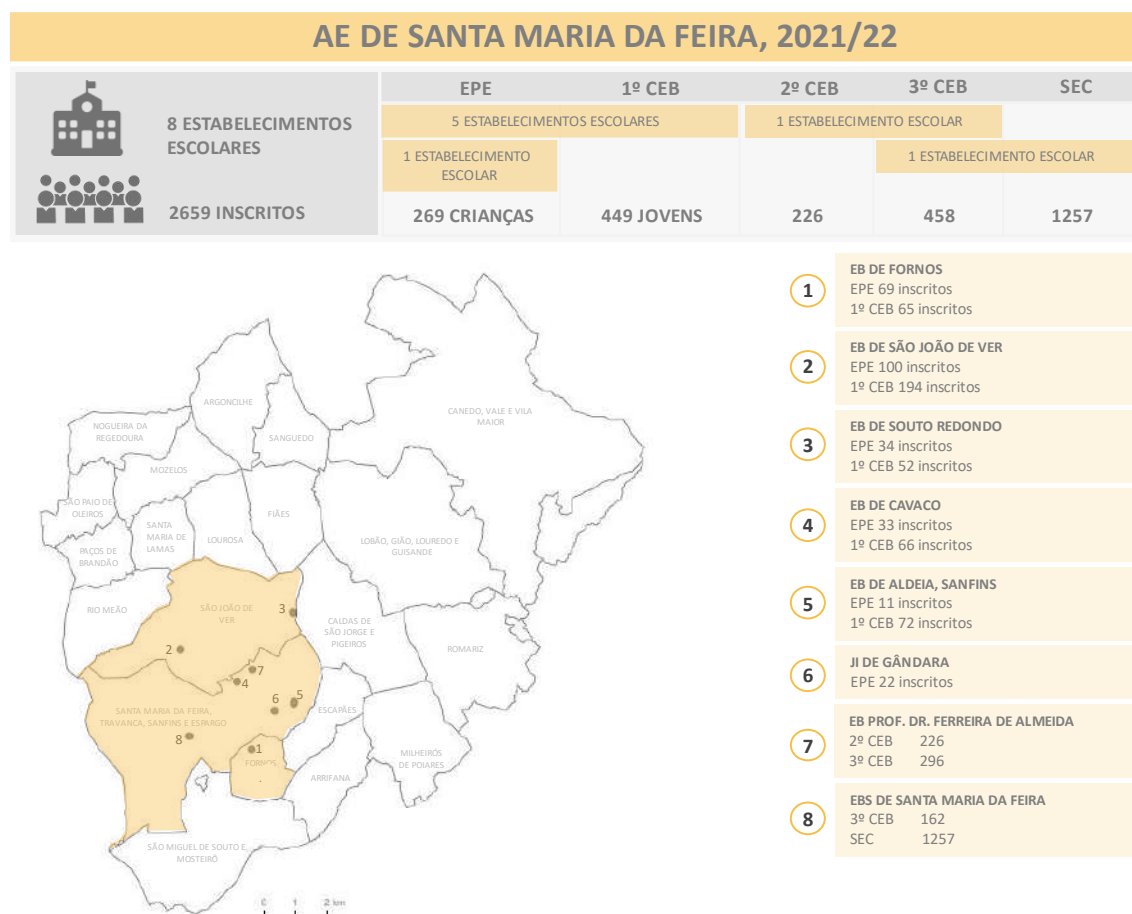 AE DE SANTA MARIA DA FEIRA, 2021/22
8 ESTABELECIMENTOS
ESCOLARES
2659 INSCRITOS
EPE 1º CEB 2º CEB 3º CEB SEC
5 ESTABELECIMENTOS ESCOLARES 1 ESTABELECIMENTO ESCOLAR
1 ESTABELECIMENTO
ESCOLAR
1 ESTABELECIMENTO ESCOLAR
269 CRIANÇAS 449 JOVENS 226 458 1257
ARGONCILHE
NOGUEIRA DA
REGEDOURA
SANGUEDO
CANEDO, VALE E VILA
MAIOR
MOZELOS
SÃO PAIO DE
OLEIROS
SANTA
MARIA DE
LAMAS
LOUROSA
FIÃES
PAÇOS DE
BRANDÃO
LOBÃO, GIÃO, LOUREDO E
GUISANDE
RIO MEÃO
SÃO JOÃO DE
VER
3
CALDAS DE
SÃO JORGE E
PIGEIROS
ROMARIZ
2
7
4
5
6
SANTA MARIA DA FEIRA,
TRAVANCA, SANFINS E ESPARGO
ESCAPÃES
8
1
FORNOS
MILHEIRÓS
DE POIARES
ARRIFANA
SÃO MIGUEL DE SOUTO E
MOSTEIRÓ
0 1 2 km
1
EB DE FORNOS
EPE 69 inscritos
1º CEB 65 inscritos
2
EB DE SÃO JOÃO DE VER
EPE 100 inscritos
1º CEB 194 inscritos
3
EB DE SOUTO REDONDO
EPE 34 inscritos
1º CEB 52 inscritos
4
EB DE CAVACO
EPE 33 inscritos
1º CEB 66 inscritos
5
EB DE ALDEIA, SANFINS
EPE 11 inscritos
1º CEB 72 inscritos
6
JI DE GÂNDARA
EPE 22 inscritos
7
EB PROF. DR. FERREIRA DE ALMEIDA
2º CEB 226
3º CEB 296
8
EBS DE SANTA MARIA DA FEIRA
3º CEB 162
SEC 1257